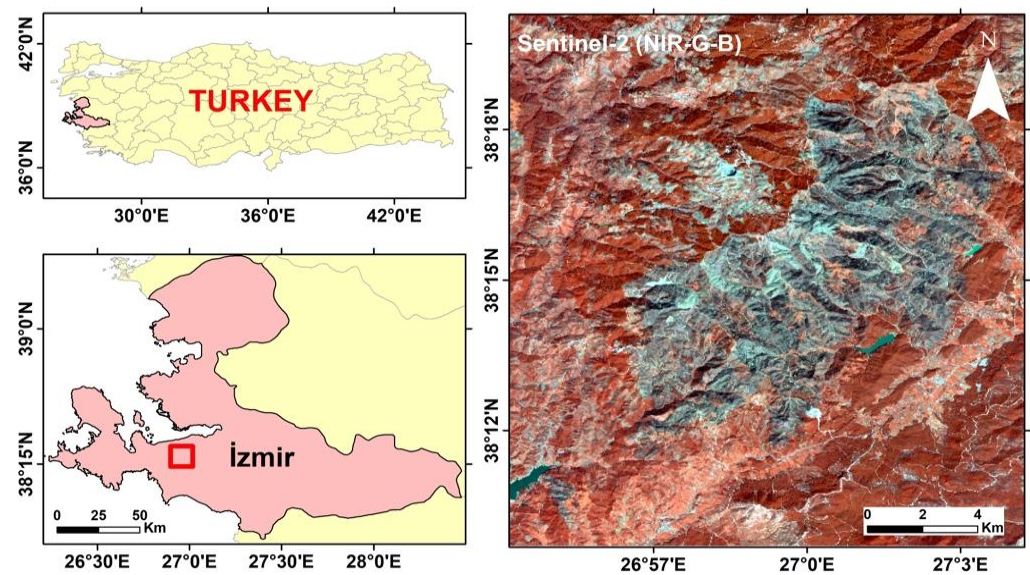 42°0'N
36°0'N
TURKEY
30°0'E 36°0'E 42°0'E
39°0'N
38°15'N
İzmir
0 25 50
Km
26°30'E 27°0'E 27°30'E 28°0'E
Sentinel-2 (NIR-G-B)
N
38°18'N
38°15'N
38°12'N
0 2 4
Km
26°57'E 27°0'E 27°3'E